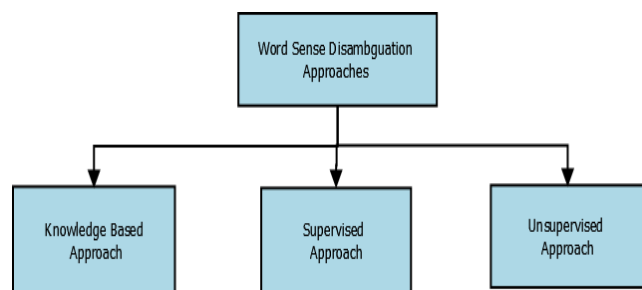 Word Sense Disambguation
Approaches
Knowledge Based
Approach
Supervised
Approach
Unsupervised
Approach